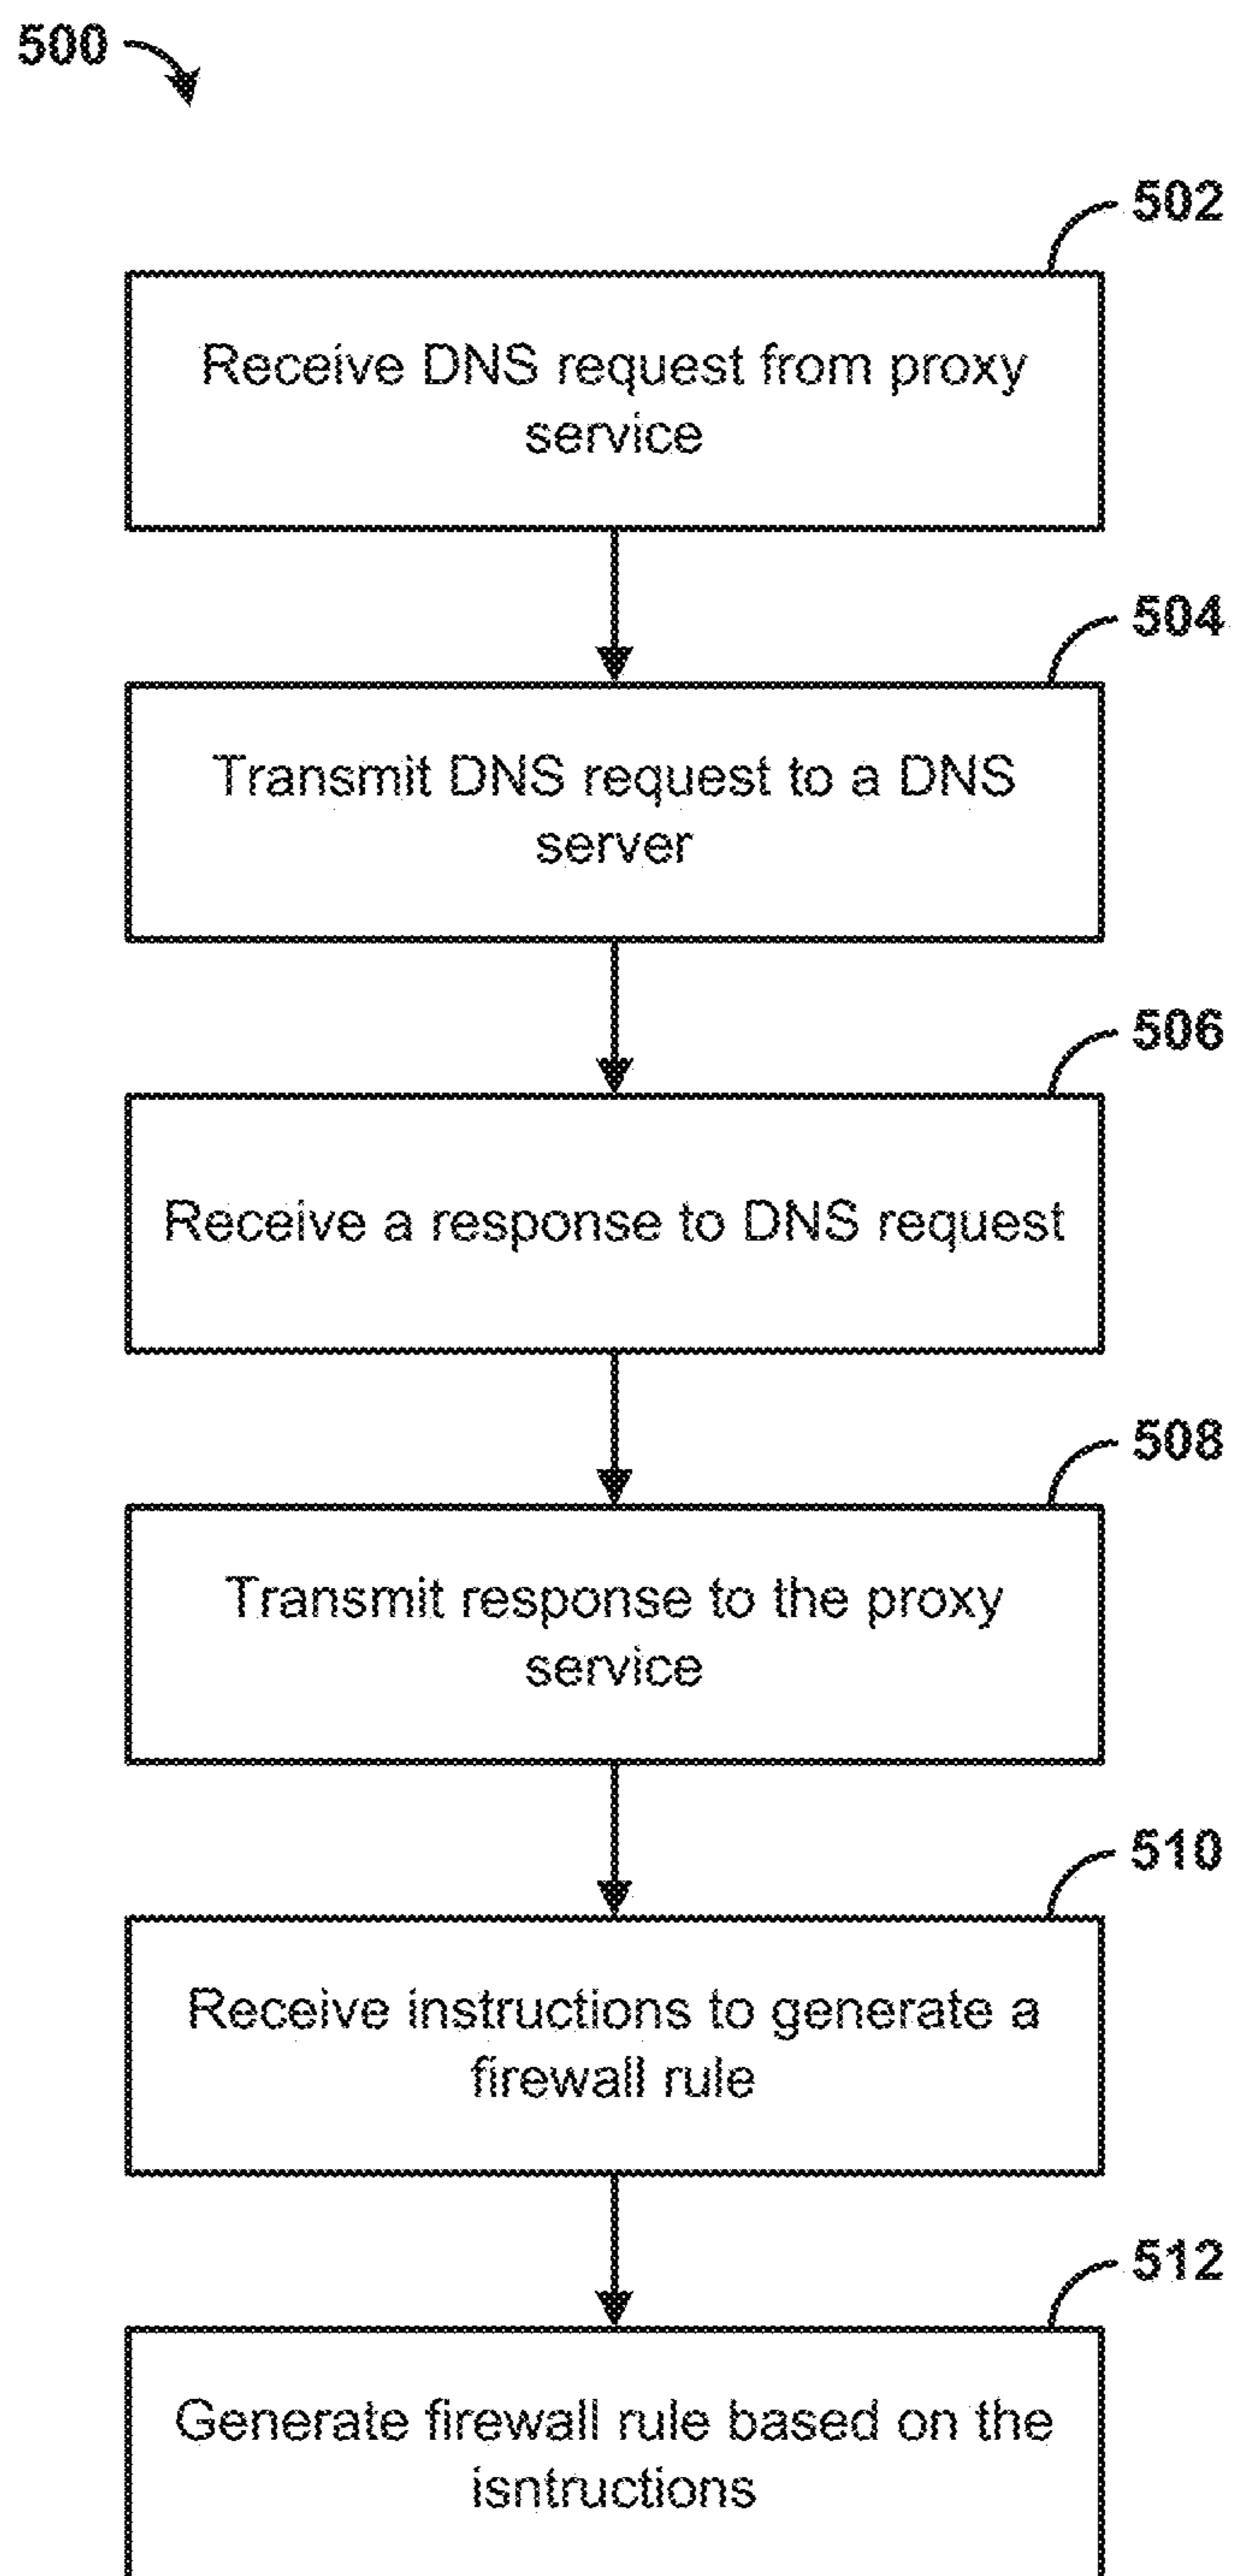 500
502
Receive DNS request from proxy
service
504
Transmit DNS request to a DNS
server
506
Receive a response to DNS request
508
Transmit response to the proxy
service
510
Receive instructions to generate a
firewall rule
512
Generate firewall rule based on the
isntructions